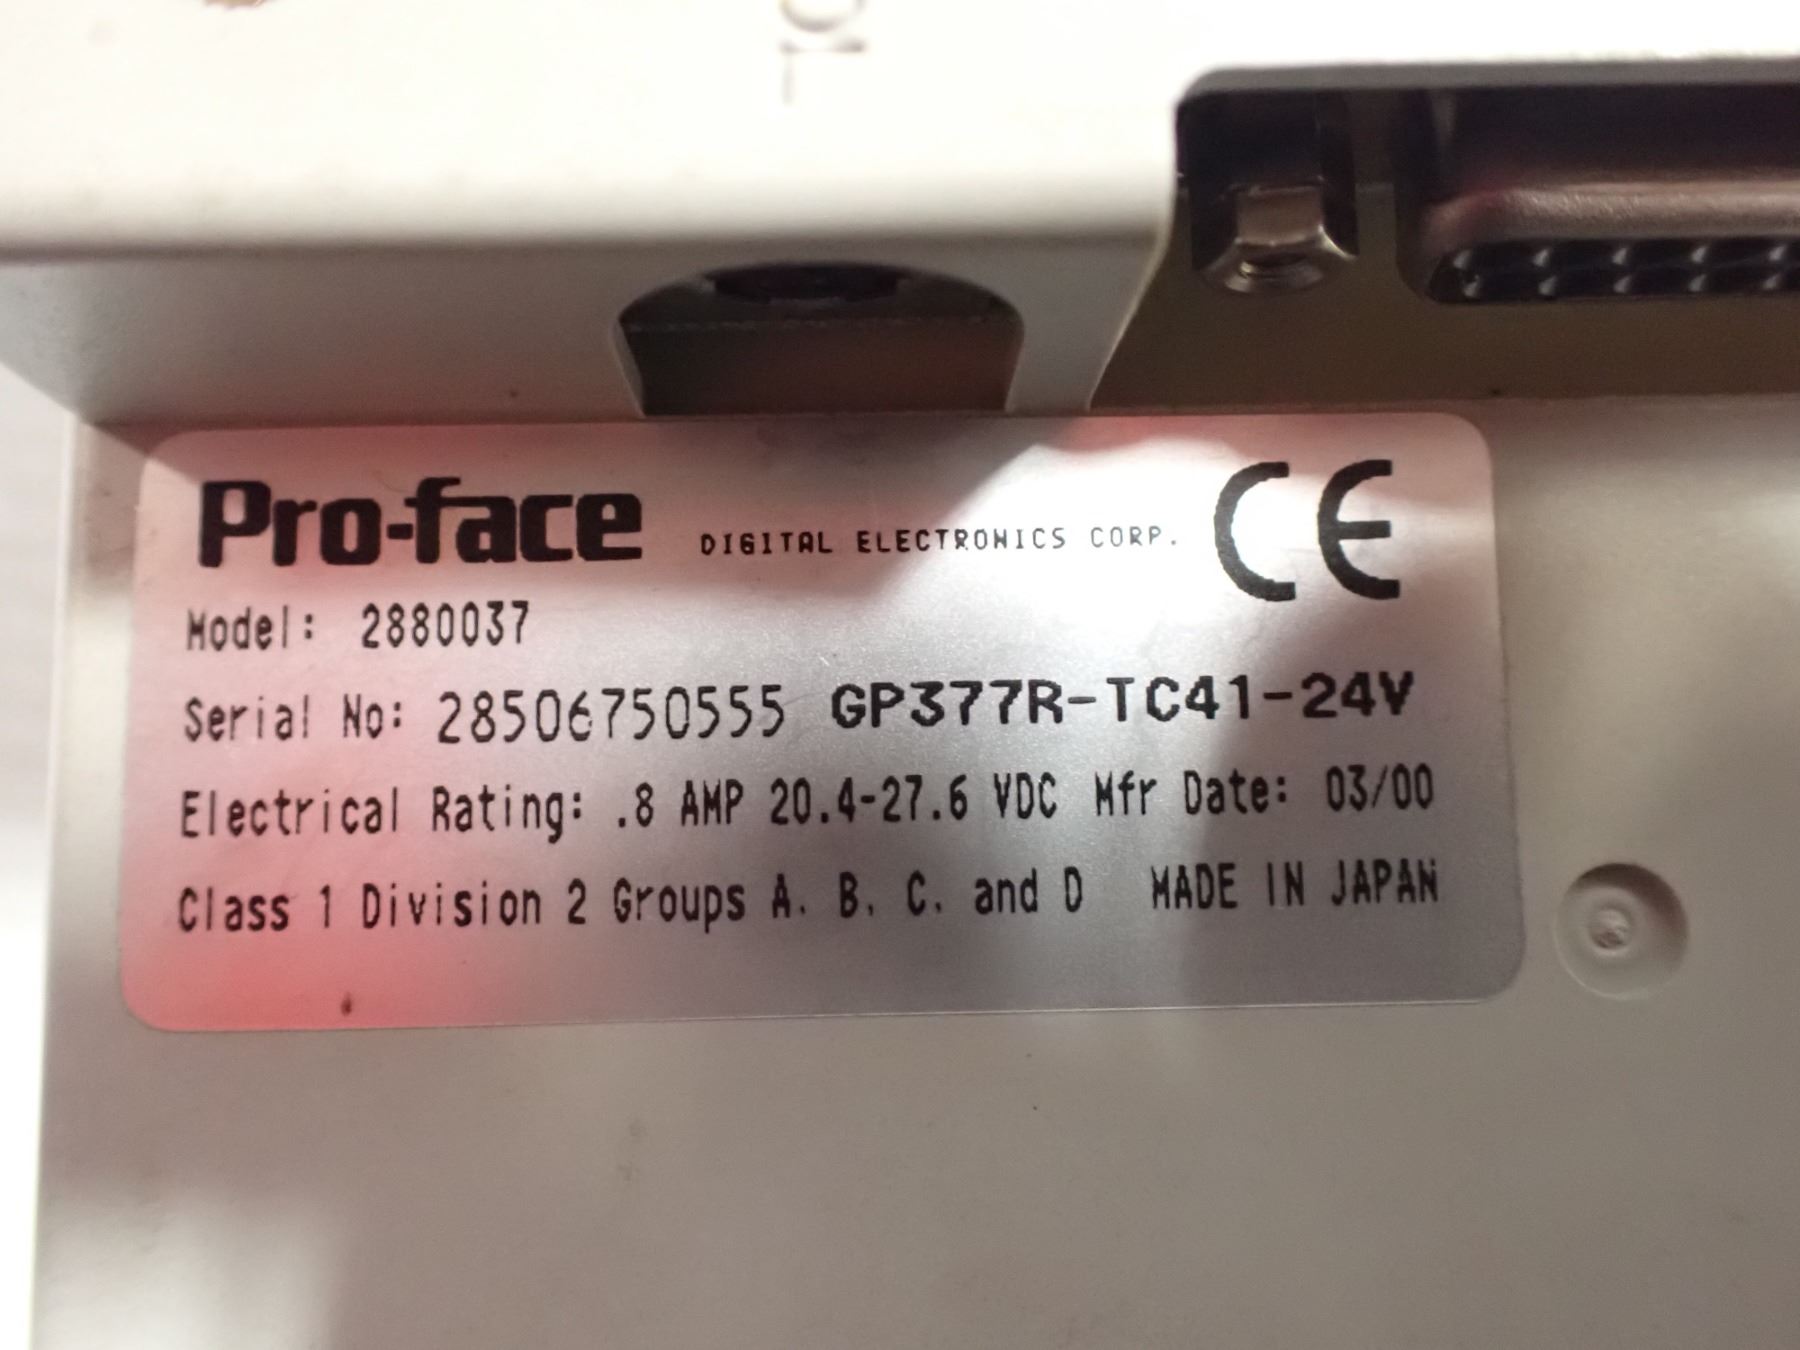 Pro-face DIGITAL ELECTRONICS CORP. CE
Model: 2880037
Serial No: 28506750555 GP377R-TC41-24V
Electrical Rating: .8 AMP 20.4-27.6 VDC Mfr Date: 03/00
Class 1 Division 2 Groups A. B. C. and D MADE IN JAPAN